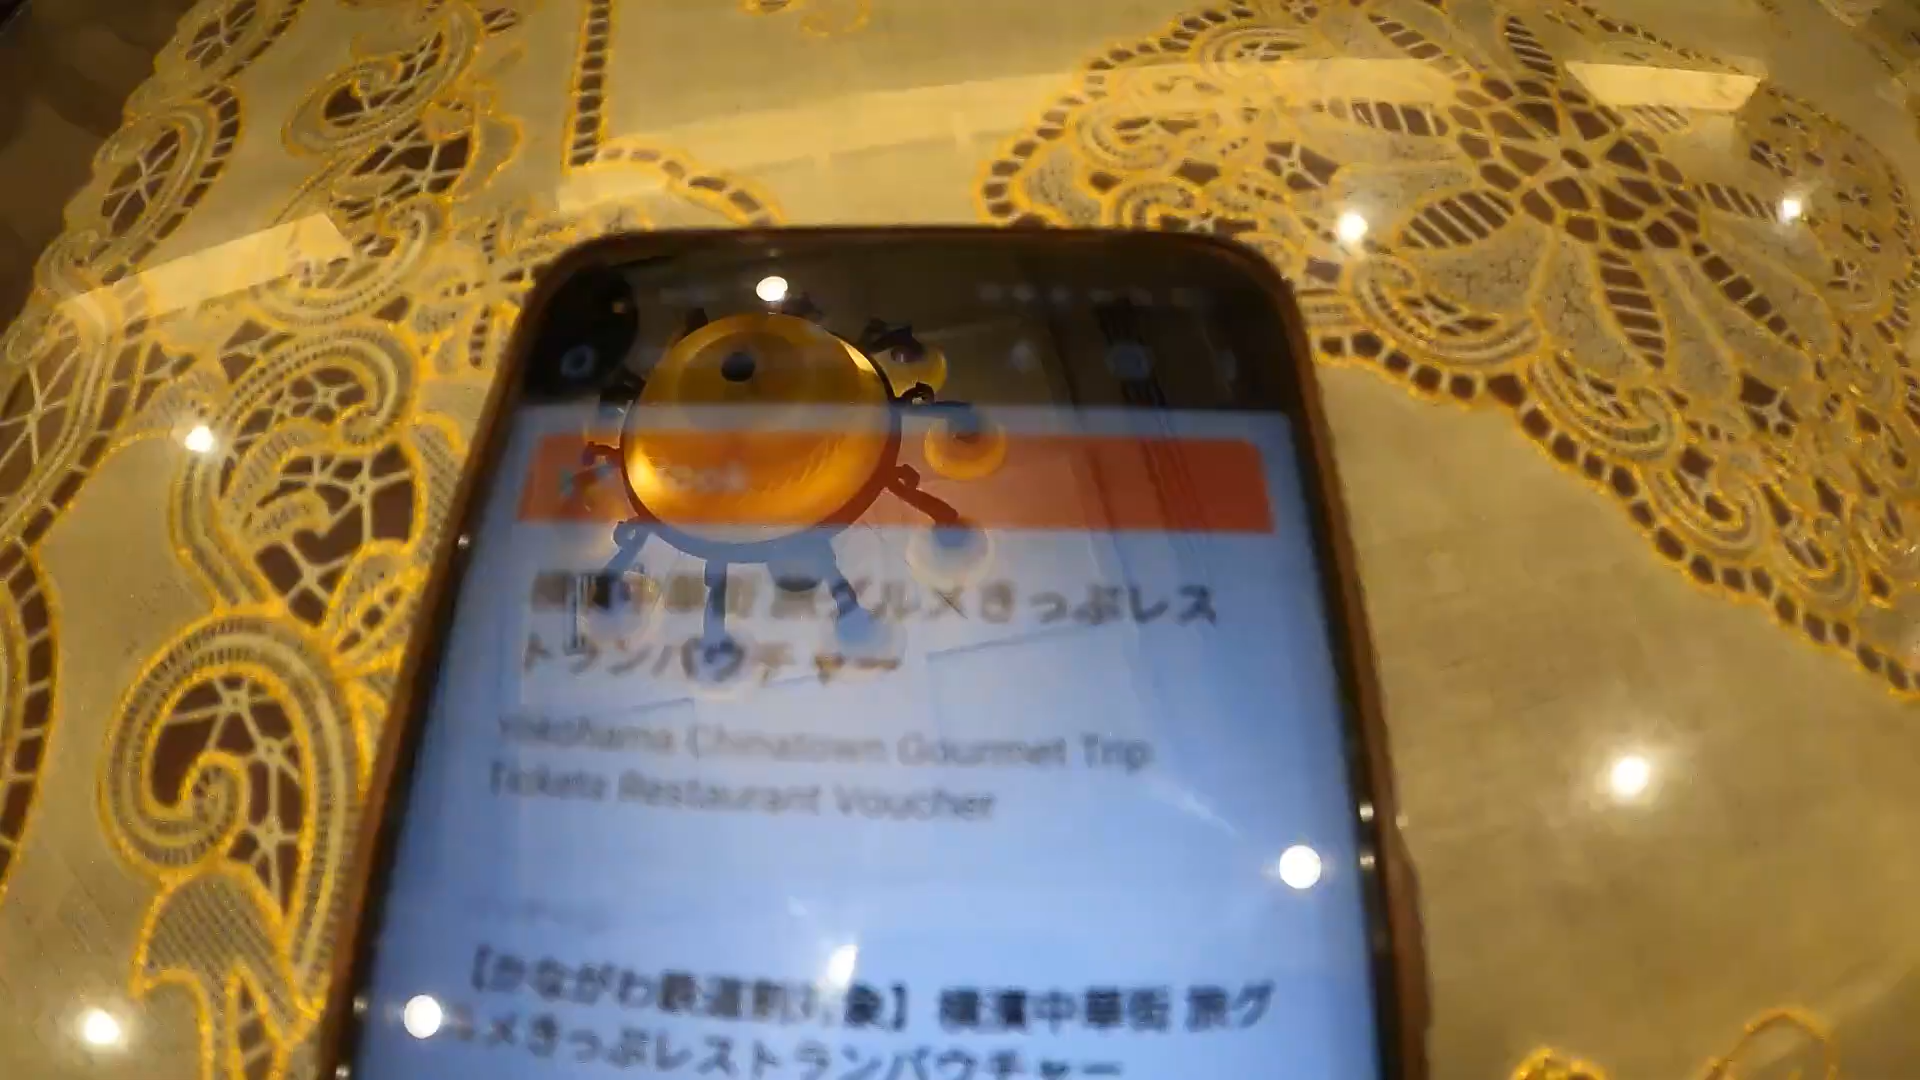 横濱中華街 旅グルメきっぷレス
トランバウチャー
Yokohama Chinatown Gourmet Trip
Tickets Restaurant Voucher
【かながわ鉄道割対象】横濱中華街 旅グ
ルメきっぷレストランバウチャー